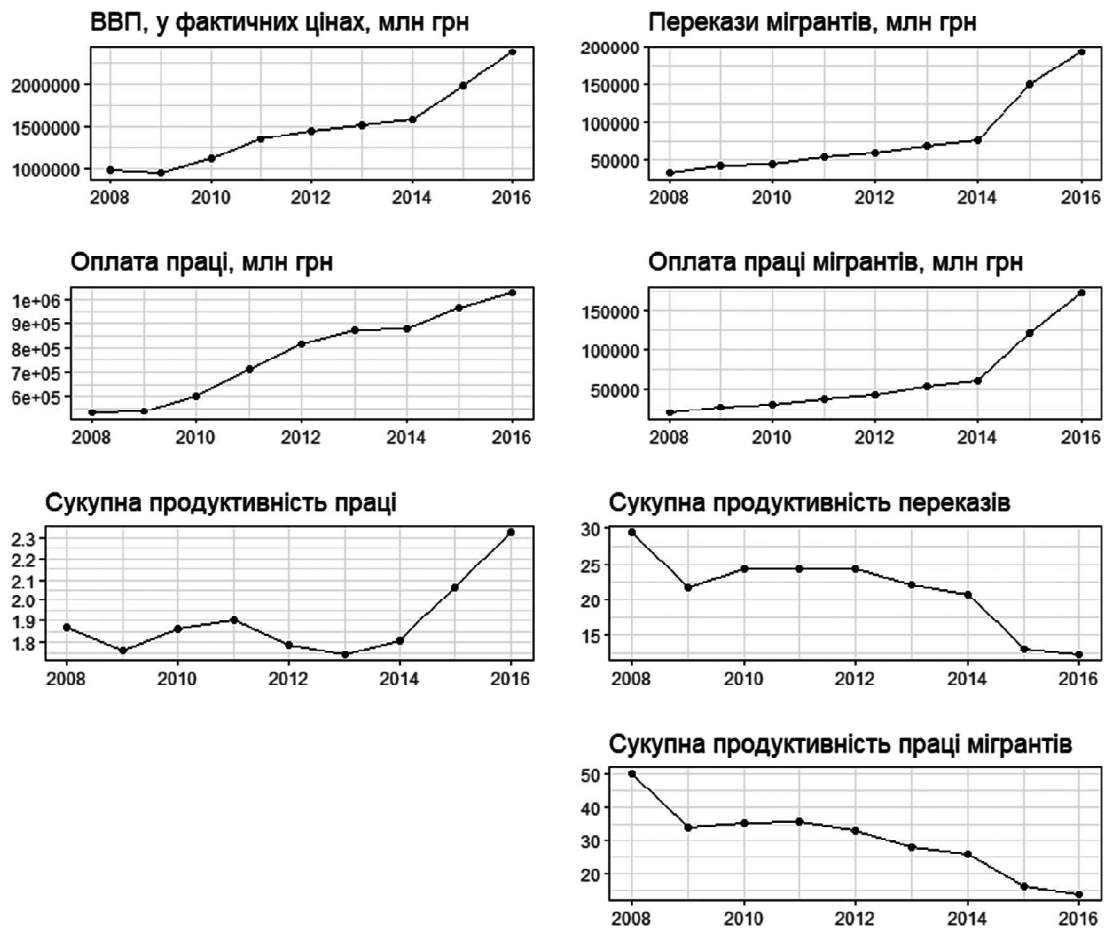 ВВП, у фактичних цінах, млн грн
2000000
1500000
1000000
2008 2010 2012 2014 2016
Перекази мігрантів, млн грн
200000
150000
100000
50000
2008 2010 2012 2014 2016
Оплата праці, млн грн
1e+06
9e+05
8e+05
7e+05
6e+05
2008 2010 2012 2014 2016
Оплата праці мігрантів, млн грн
150000
100000
50000
2008 2010 2012 2014 2016
Сукупна продуктивність праці
2.3
2.2
2.1
2.0
1.9
1.8
2008 2010 2012 2014 2016
Сукупна продуктивність переказів
30
25
20
15
2008 2010 2012 2014 2016
Сукупна продуктивність праці мігрантів
50
40
30
20
2008 2010 2012 2014 2016